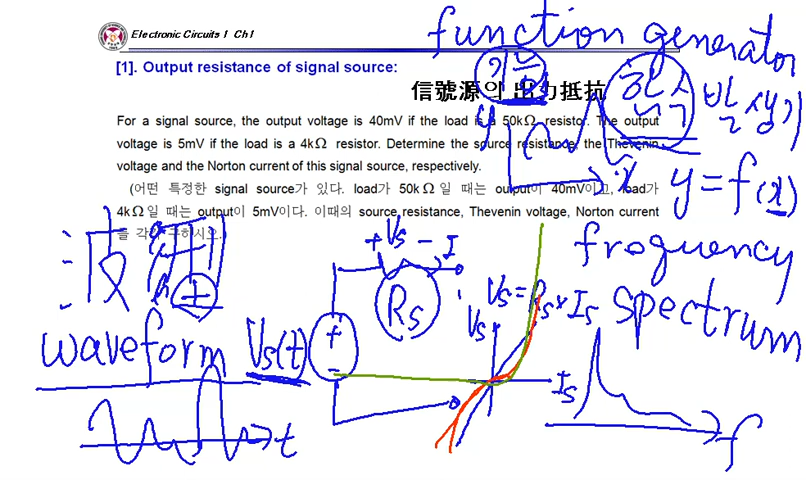 Electronic Circuits 1 Ch1
function generator
[1]. Output resistance of signal source:
기능
함수 발생기
信號源의 出力抵抗
For a signal source, the output voltage is 40mV if the load is a 50kΩ resistor. The output
voltage is 5mV if the load is a 4kΩ resistor. Determine the source resistance, the Thevenin
voltage and the Norton current of this signal source, respectively.
y
x
y=f(x)
(어떤 특정한 signal source가 있다. load가 50kΩ일 때는 output이 40mV이고, load가
4kΩ일 때는 output이 5mV이다. 이때의 source resistance, Thevenin voltage, Norton current
를 각각 구하시오.
波
+Vs- I
frequency
Rs
Vs=Rs*Is
spectrum
Vs
waveform
Vs(t)
+
-
Is
t
f